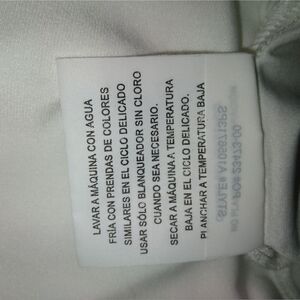 LAVAR A MÁQUINA CON AGUA
FRÍA CON PRENDAS DE COLORES
SIMILARES EN EL CICLO DELICADO
USAR SÓLO BLANQUEADOR SIN CLORO
CUANDO SEA NECESARIO.
SECAR A MÁQUINA A TEMPERATURA
BAJA EN EL CICLO DELICADO.
PLANCHAR A TEMPERATURA BAJA